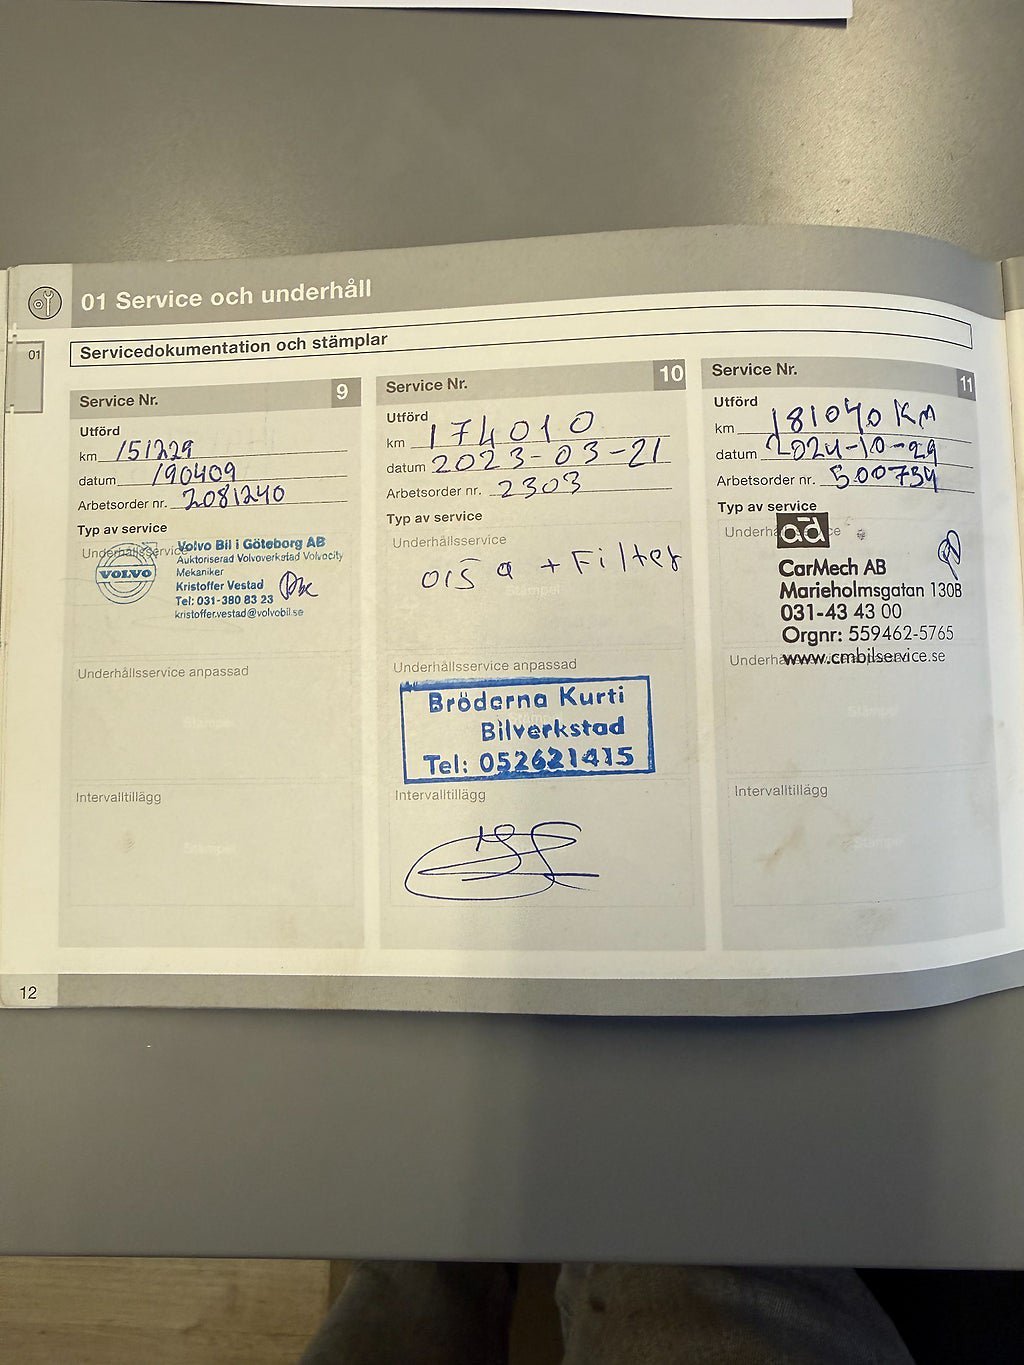 01 Service och underhåll
01
Servicedokumentation och stämplar
Service Nr. 9
Utförd
km 151229
datum 190409
Arbetsorder nr. 2081240
Typ av service
Underhållsservice
VOLVO
Volvo Bil i Göteborg AB
Auktoriserad Volvoverkstad Volvocity
Mekaniker
Kristoffer Vestad
Tel: 031-380 83 23
kristoffer.vestad@volvobil.se
Underhållsservice anpassad
Stämpel
Intervalltillägg
Stämpel
Service Nr. 10
Utförd
km 174010
datum 2023-03-21
Arbetsorder nr. 2303
Typ av service
Underhållsservice
+ Filter
Stämpel
Underhållsservice anpassad
Bröderna Kurti
Bilverkstad
Tel: 052621415
Intervalltillägg
Service Nr. 11
Utförd
km 181040 KM
datum 2024-10-29
Arbetsorder nr. 500754
Typ av service
ad
CarMech AB
Marieholmsgatan 130B
031-43 43 00
Orgnr: 559462-5765
www.cmbilservice.se
Stämpel
Intervalltillägg
Stämpel
12